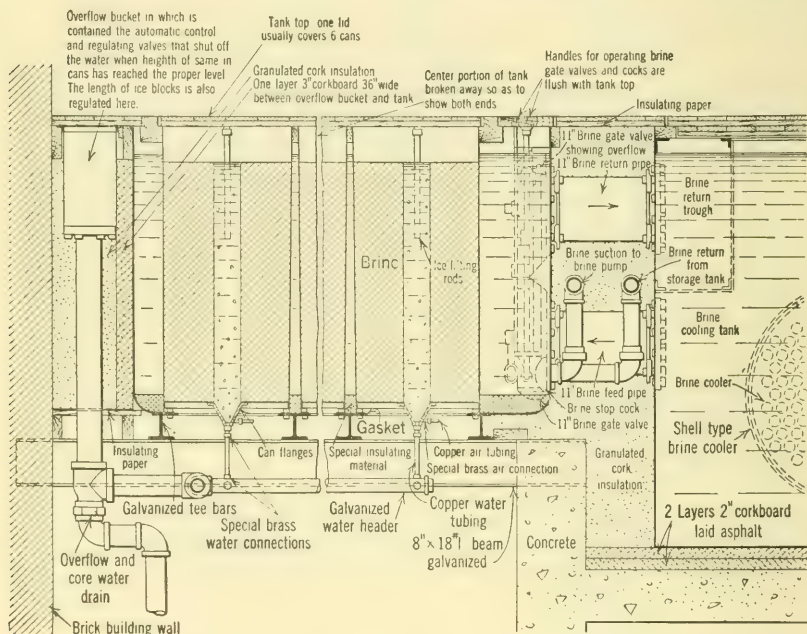 Overflow bucket in which is
contained the automatic control
and regulating valves that shut off
the water when heighth of same in
cans has reached the proper level
The length of ice blocks is also
regulated here.
Tank top one lid
usually covers 6 cans
Granulated cork insulation
One layer 3" corkboard 36" wide
between overflow bucket and tank
Center portion of tank
broken away so as to
show both ends
Handles for operating brine
gate valves and cocks are
flush with tank top
Insulating paper
11" Brine gate valve
showing overflow
11" Brine return pipe
Brine
return
trough
Brine
Ice lifting
rods
Brine suction to
brine pump
Brine return
from
storage tank
Brine
cooling tank
Brine cooler
Shell type
brine cooler
11" Brine feed pipe
Brine stop cock
11" Brine gate valve
Gasket
Insulating
paper
Can flanges
Special insulating
material
Copper air tubing
Special brass air connection
Granulated
cork
insulation
Galvanized tee bars
Special brass
water connections
Galvanized
water header
Copper water
tubing
8" x 18# I beam
galvanized
Concrete
2 Layers 2" corkboard
laid asphalt
Overflow and
core water
drain
Brick building wall